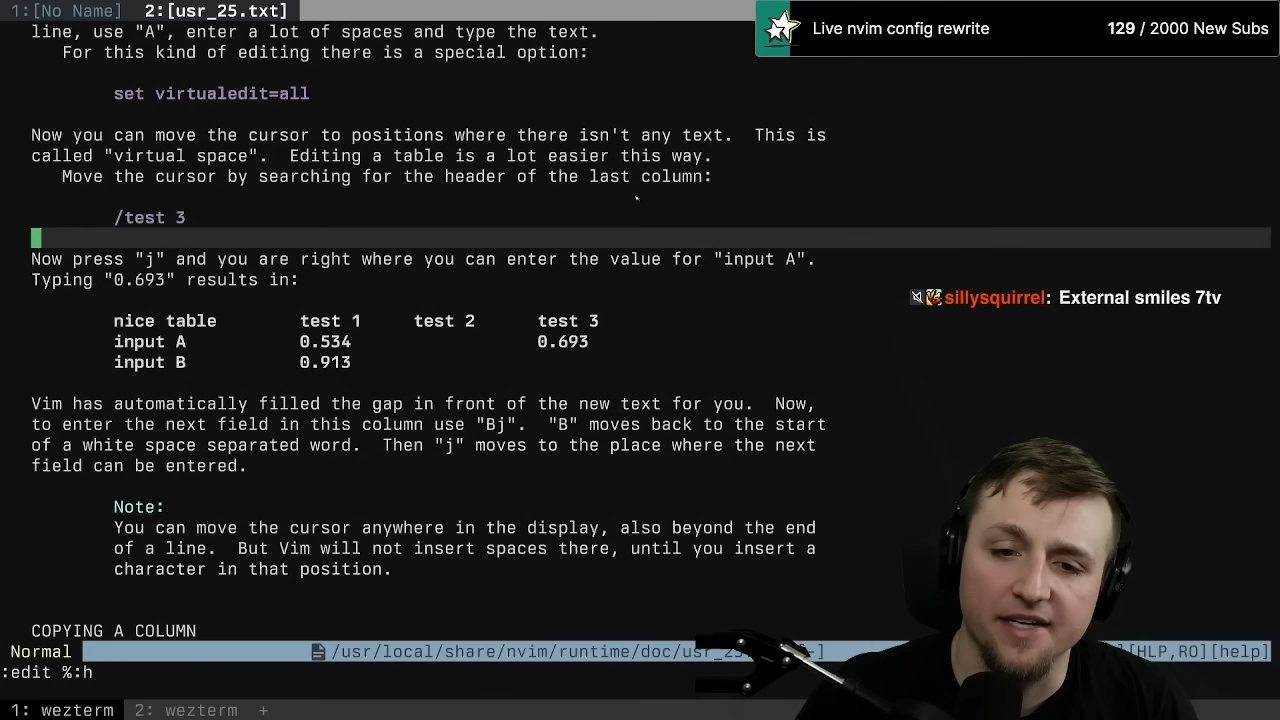 1:[No Name]  2:[usr_25.txt]
line, use "A", enter a lot of spaces and type the text.
For this kind of editing there is a special option:
set virtualedit=all
Now you can move the cursor to positions where there isn't any text.  This is
called "virtual space".  Editing a table is a lot easier this way.
Move the cursor by searching for the header of the last column:
/test 3
Now press "j" and you are right where you can enter the value for "input A".
Typing "0.693" results in:
nice table  test 1  test 2  test 3
input A  0.534  0.693
input B  0.913
Vim has automatically filled the gap in front of the new text for you.  Now,
to enter the next field in this column use "Bj".  "B" moves back to the start
of a white space separated word.  Then "j" moves to the place where the next
field can be entered.
Note:
You can move the cursor anywhere in the display, also beyond the end
of a line.  But Vim will not insert spaces there, until you insert a
character in that position.
COPYING A COLUMN
Normal  /usr/local/share/nvim/runtime/doc/usr_25 [HLP,RO][help]
:edit %:h
1: wezterm  2: wezterm  +
Live nvim config rewrite  129 / 2000 New Subs
sillysquirrel: External smiles 7tv